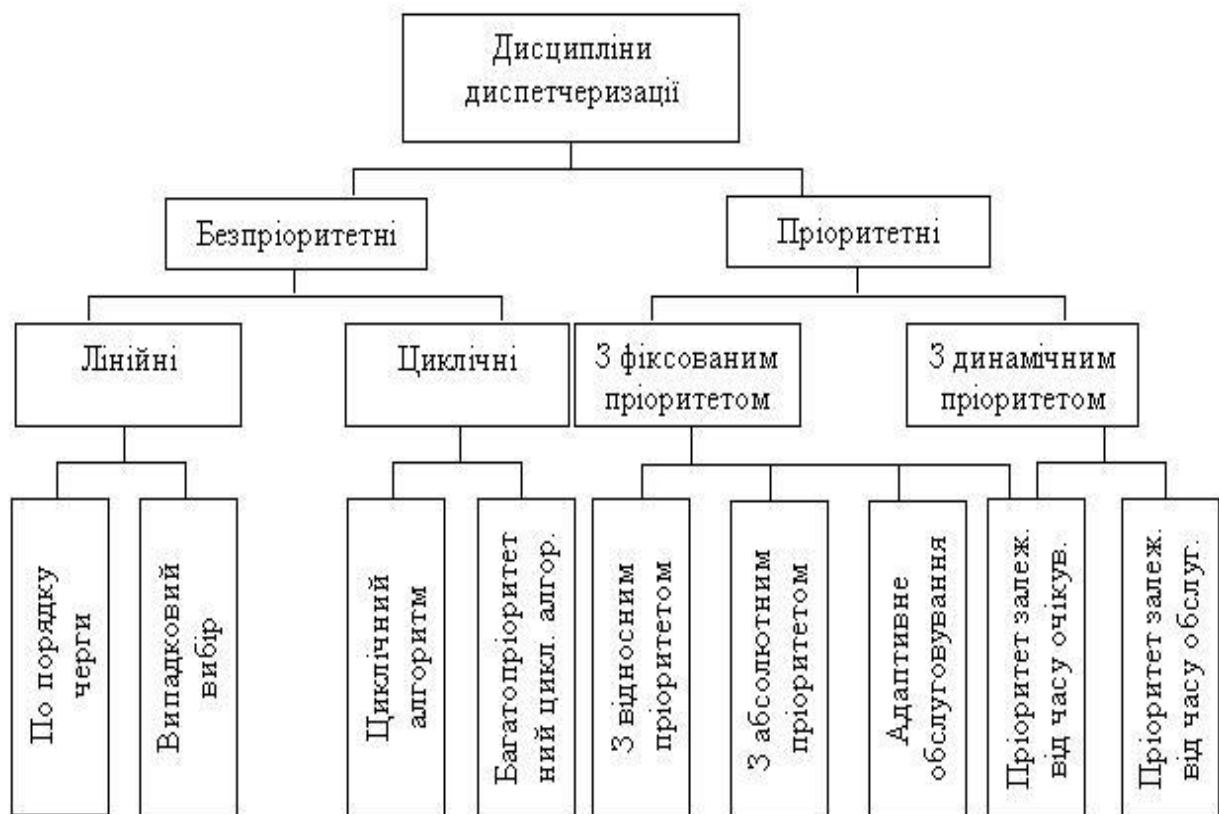 Дисципліни
диспетчеризації
Безпріоритетні
Пріоритетні
Лінійні
Циклічні
З фіксованим
пріоритетом
З динамічним
пріоритетом
По порядку
черги
Випадковий
вибір
Циклічний
алгоритм
Багатопріоритет
ний цикл. алгор.
З відносним
пріоритетом
З абсолютним
пріоритетом
Адаптивне
обслуговування
Пріоритет залеж.
від часу очікув.
Пріоритет залеж.
від часу обслуг.